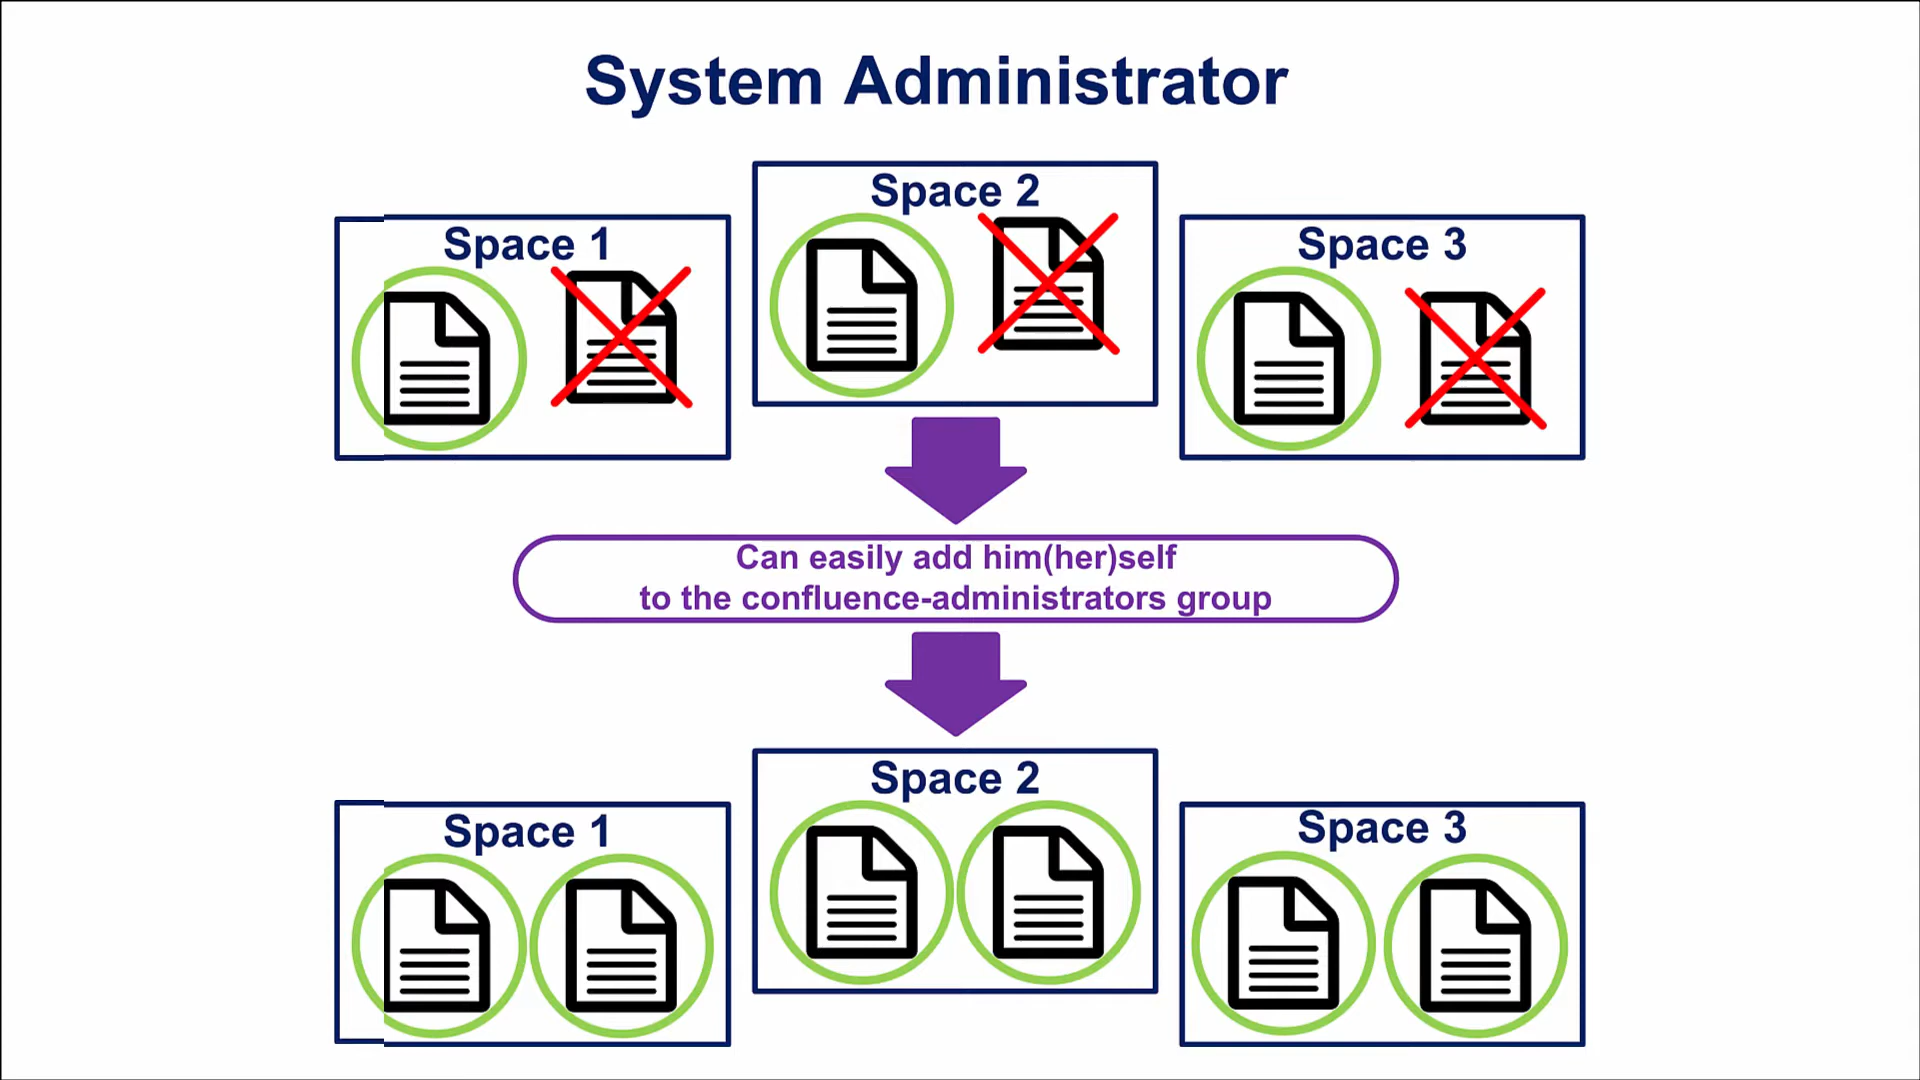 System Administrator
Space 1
Space 2
Space 3
Can easily add him(her)self
to the confluence-administrators group
Space 1
Space 2
Space 3